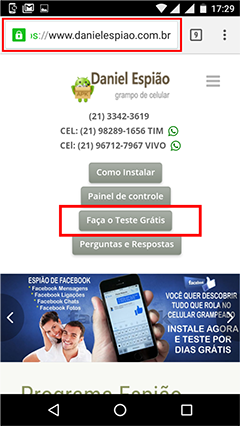 17:29
s://www.danielespiao.com.br
9
Daniel Espião
grampo de celular
(21) 3342-3619
CEL: (21) 98289-1656 TIM
CEl: (21) 96712-7967 VIVO
Como Instalar
Painel de controle
Faça o Teste Grátis
Perguntas e Respostas
ESPIÃO DE FACEBOOK
* Facebook Mensagens
* Facebook Ligações
* Facebook Chats
* Facebook Fotos
facebook
VOCÊ QUER DESCUBRIR
TUDO QUE ROLA NO
CELULAR GRAMPEADO
INSTALE AGORA
E TESTE POR
DIAS GRÁTIS
Programa Espião